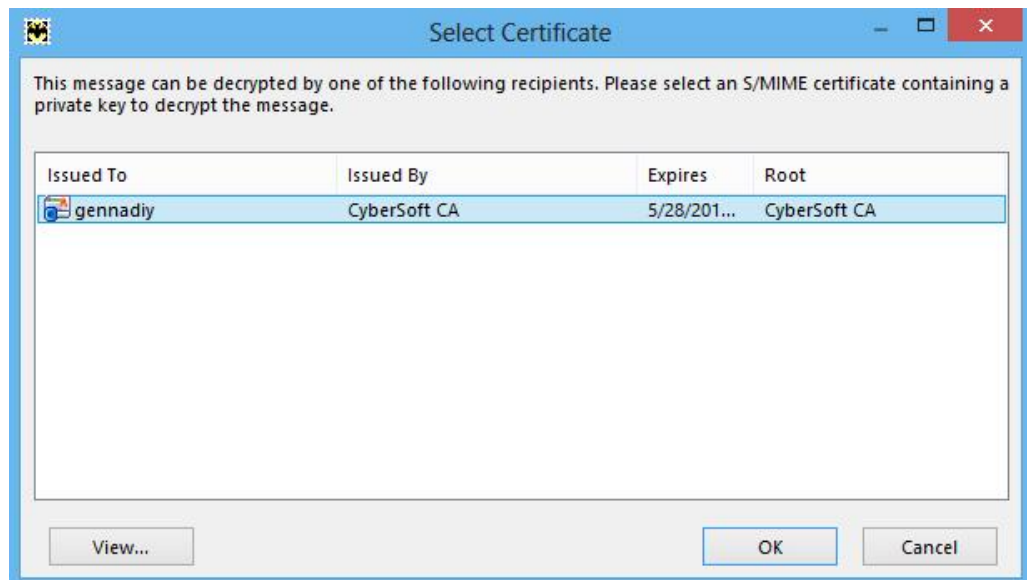 Select Certificate
This message can be decrypted by one of the following recipients. Please select an S/MIME certificate containing a
private key to decrypt the message.
Issued To Issued By Expires Root
gennadiy CyberSoft CA 5/28/201... CyberSoft CA
View... OK Cancel